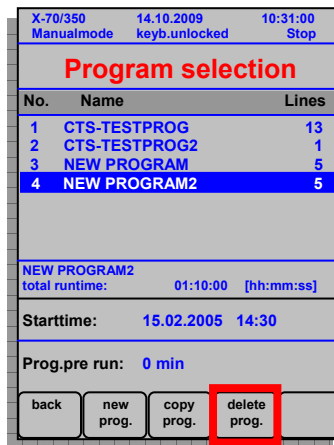 X-70/350 14.10.2009 10:31:00
Manualmode keyb.unlocked Stop
Program selection
No. Name Lines
1 CTS-TESTPROG 13
2 CTS-TESTPROG2 1
3 NEW PROGRAM 5
4 NEW PROGRAM2 5
NEW PROGRAM2
total runtime: 01:10:00 [hh:mm:ss]
Starttime: 15.02.2005 14:30
Prog.pre run: 0 min
back new prog. copy prog. delete prog.